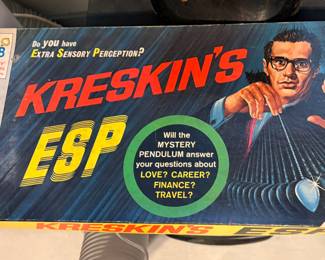 Do you have
EXTRA SENSORY PERCEPTION?
KRESKIN'S
ESP
Will the
MYSTERY
PENDULUM answer
your questions about
LOVE? CAREER?
FINANCE?
TRAVEL?
KRESKIN'S ESP